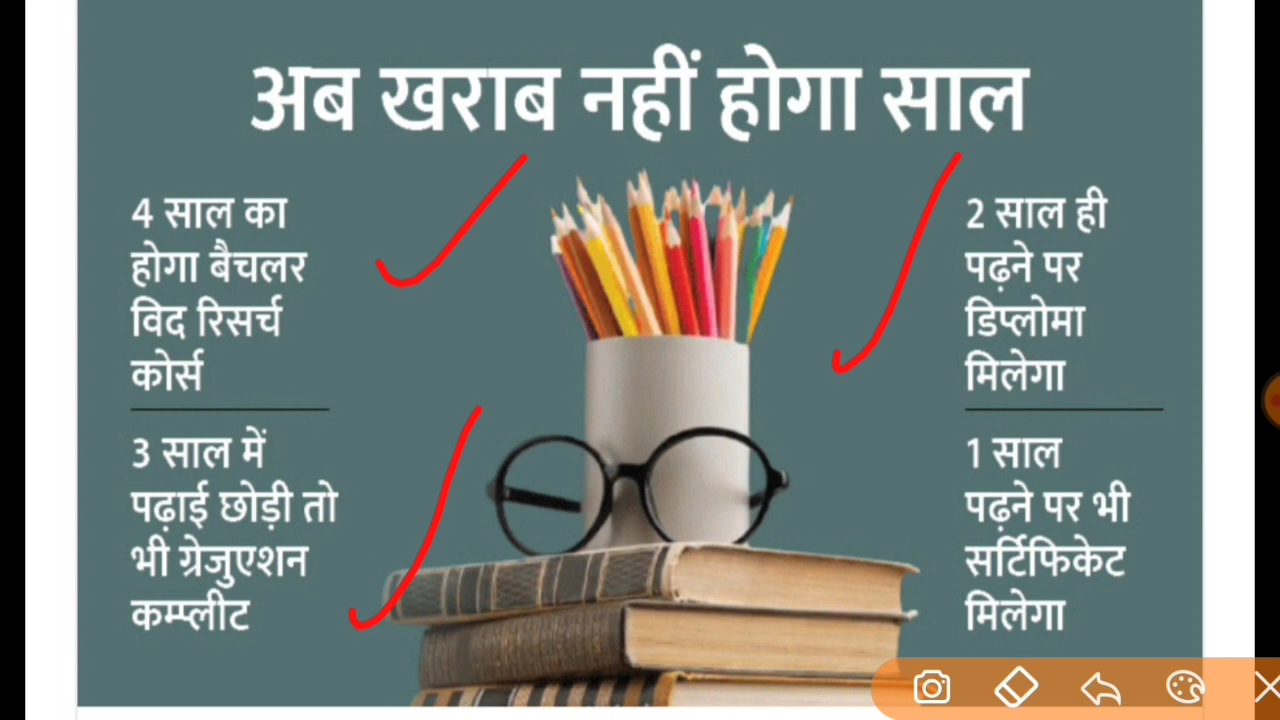 अब खराब नहीं होगा साल
4 साल का
होगा बैचलर
विद रिसर्च
कोर्स
3 साल में
पढ़ाई छोड़ी तो
भी ग्रेजुएशन
कम्प्लीट
2 साल ही
पढ़ने पर
डिप्लोमा
मिलेगा
1 साल
पढ़ने पर भी
सर्टिफिकेट
मिलेगा